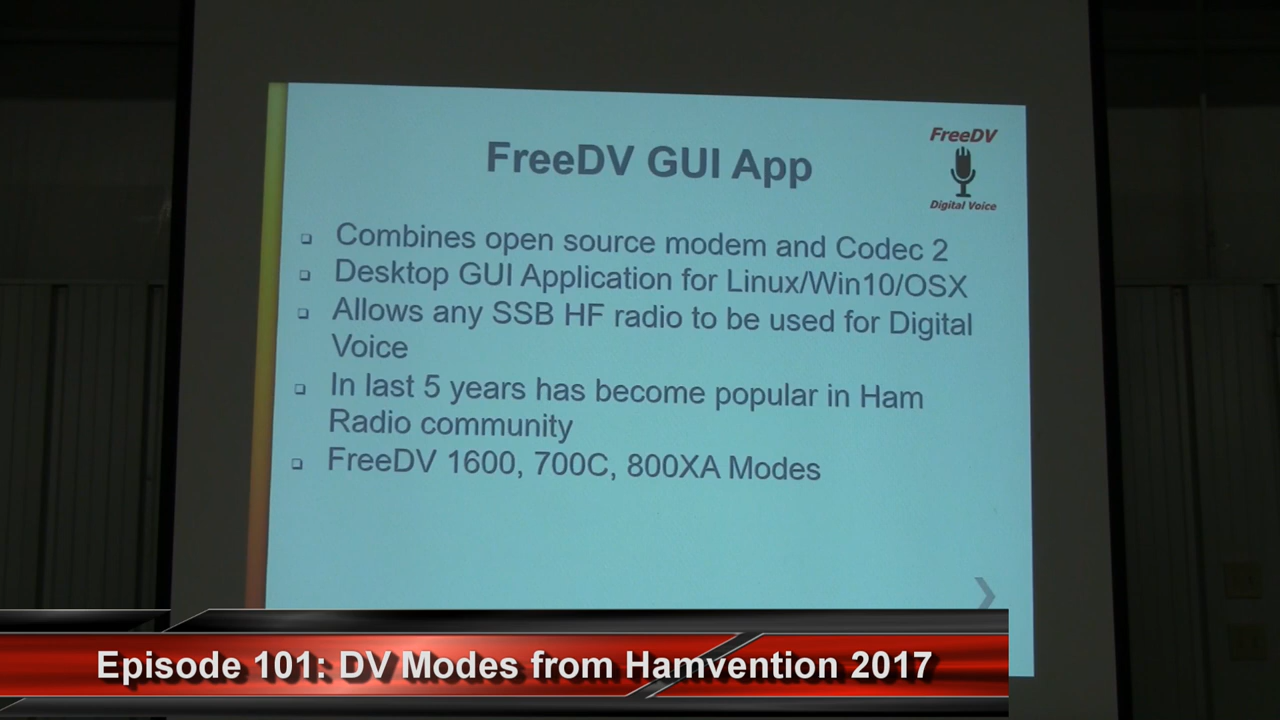 FreeDV
FreeDV GUI App
Digital Voice
❑ Combines open source modem and Codec 2
❑ Desktop GUI Application for Linux/Win10/OSX
❑ Allows any SSB HF radio to be used for Digital
Voice
❑ In last 5 years has become popular in Ham
Radio community
❑ FreeDV 1600, 700C, 800XA Modes
Episode 101: DV Modes from Hamvention 2017